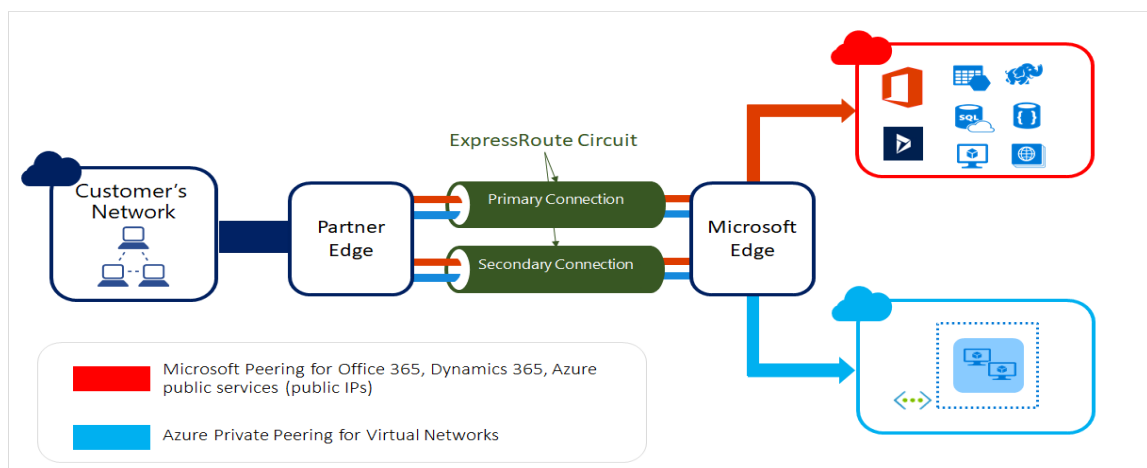 ExpressRoute Circuit
Customer's
Network
Partner
Edge
Primary Connection
Secondary Connection
Microsoft
Edge
SQL
Microsoft Peering for Office 365, Dynamics 365, Azure
public services (public IPs)
Azure Private Peering for Virtual Networks